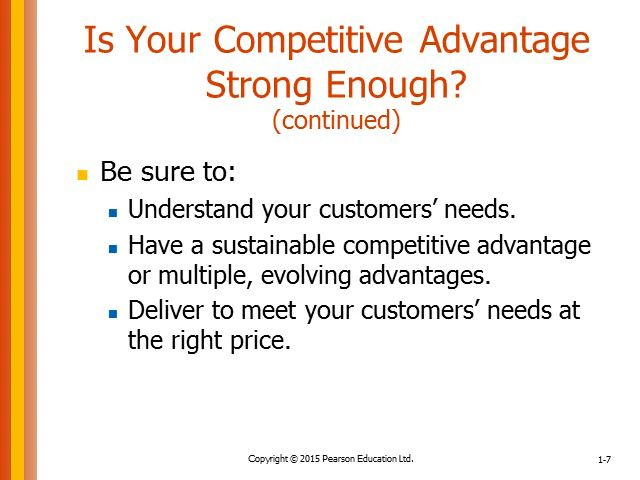 Is Your Competitive Advantage
Strong Enough?
(continued)
Be sure to:
Understand your customers’ needs.
Have a sustainable competitive advantage
or multiple, evolving advantages.
Deliver to meet your customers’ needs at
the right price.
Copyright © 2015 Pearson Education Ltd.
1-7